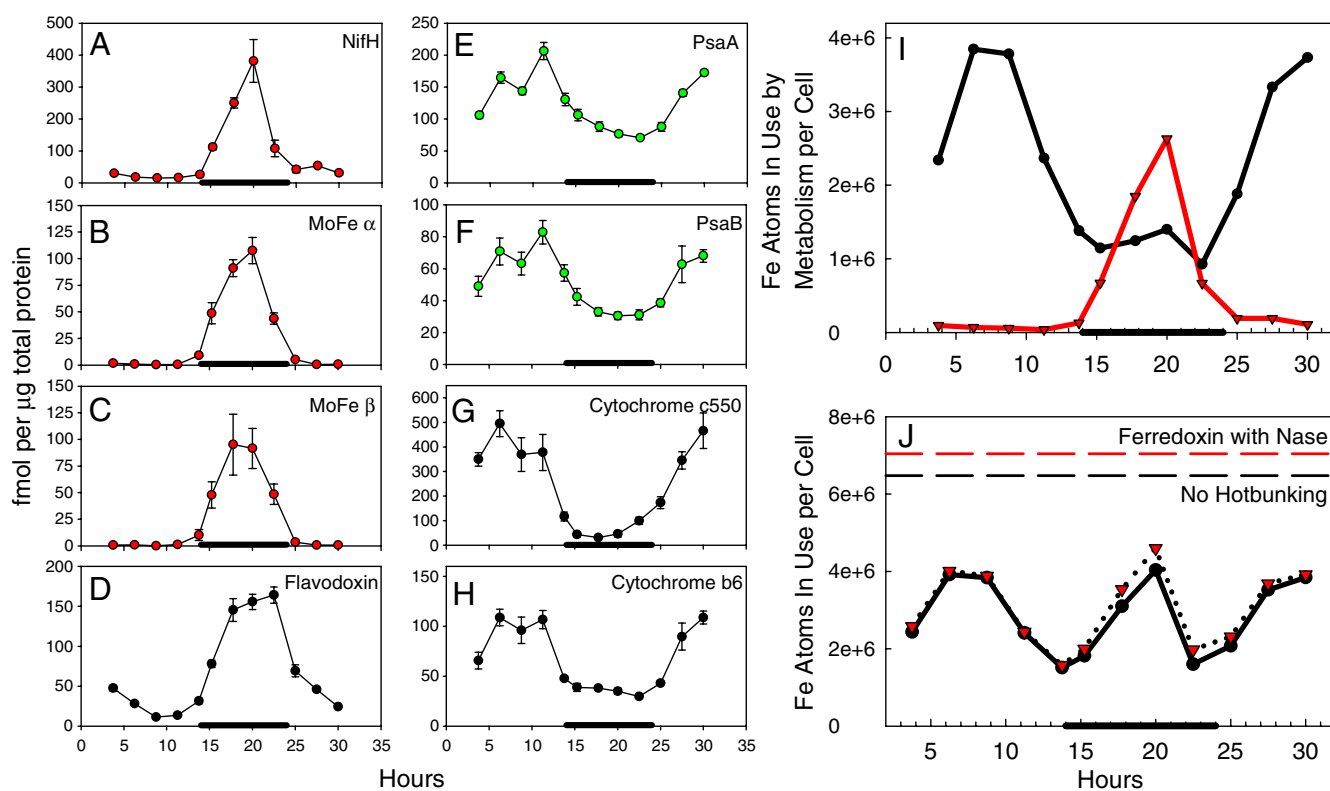 A
NifH
500
400
300
200
100
0
B
MoFe α
150
125
100
75
50
25
0
C
MoFe β
150
125
100
75
50
25
0
D
Flavodoxin
200
150
100
50
0
0 5 10 15 20 25 30 35
fmol per µg total protein
E
PsaA
250
200
150
100
50
0
F
PsaB
100
80
60
40
20
0
G
Cytochrome c550
600
500
400
300
200
100
0
H
Cytochrome b6
150
100
50
0
0 5 10 15 20 25 30 35
Hours
I
Fe Atoms In Use by
Metabolism per Cell
4e+6
3e+6
2e+6
1e+6
0
0 5 10 15 20 25 30
J
Ferredoxin with Nase
No Hotbunking
Fe Atoms In Use per Cell
8e+6
6e+6
4e+6
2e+6
0
5 10 15 20 25 30
Hours